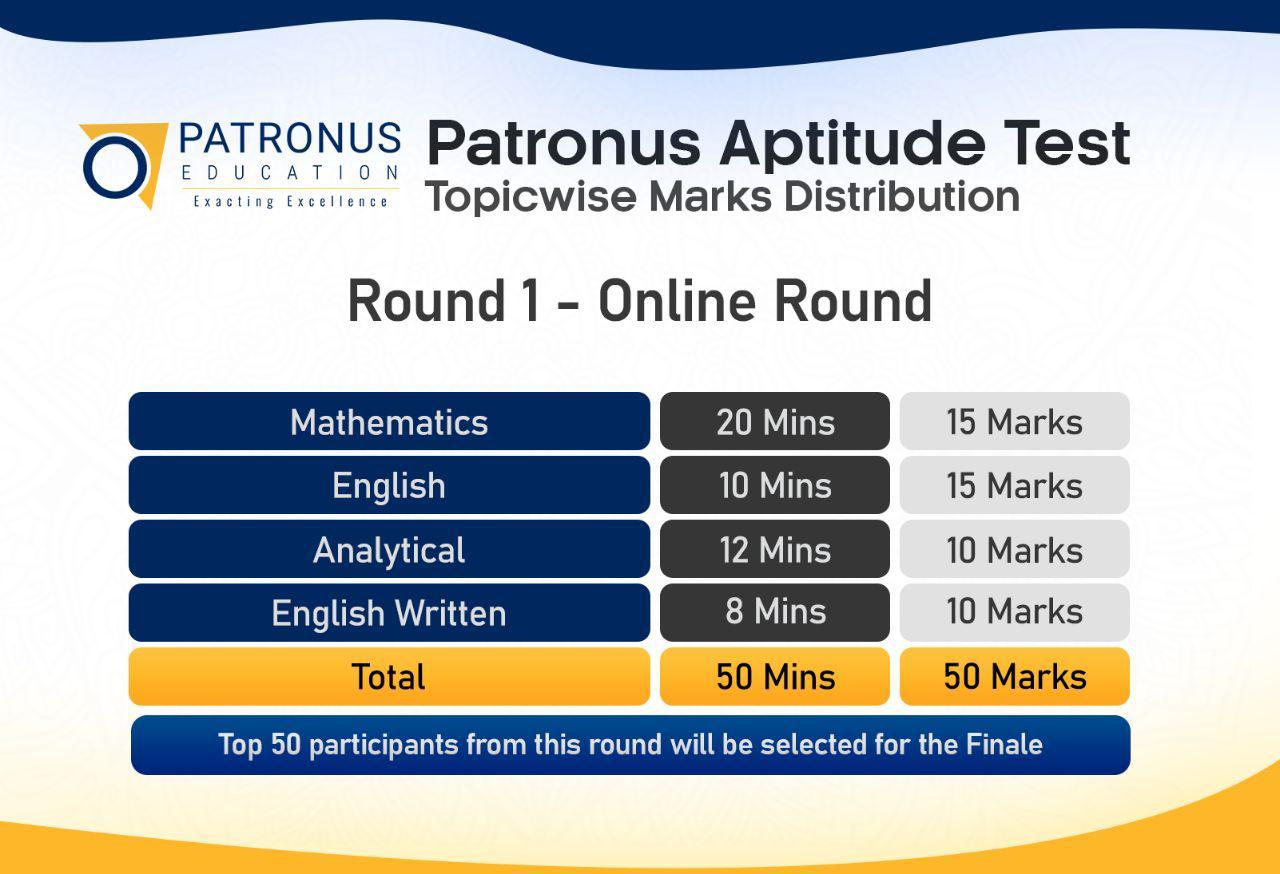 PATRONUS
EDUCATION
Exacting Excellence
Patronus Aptitude Test
Topicwise Marks Distribution
Round 1 - Online Round
Mathematics 20 Mins 15 Marks
English 10 Mins 15 Marks
Analytical 12 Mins 10 Marks
English Written 8 Mins 10 Marks
Total 50 Mins 50 Marks
Top 50 participants from this round will be selected for the Finale